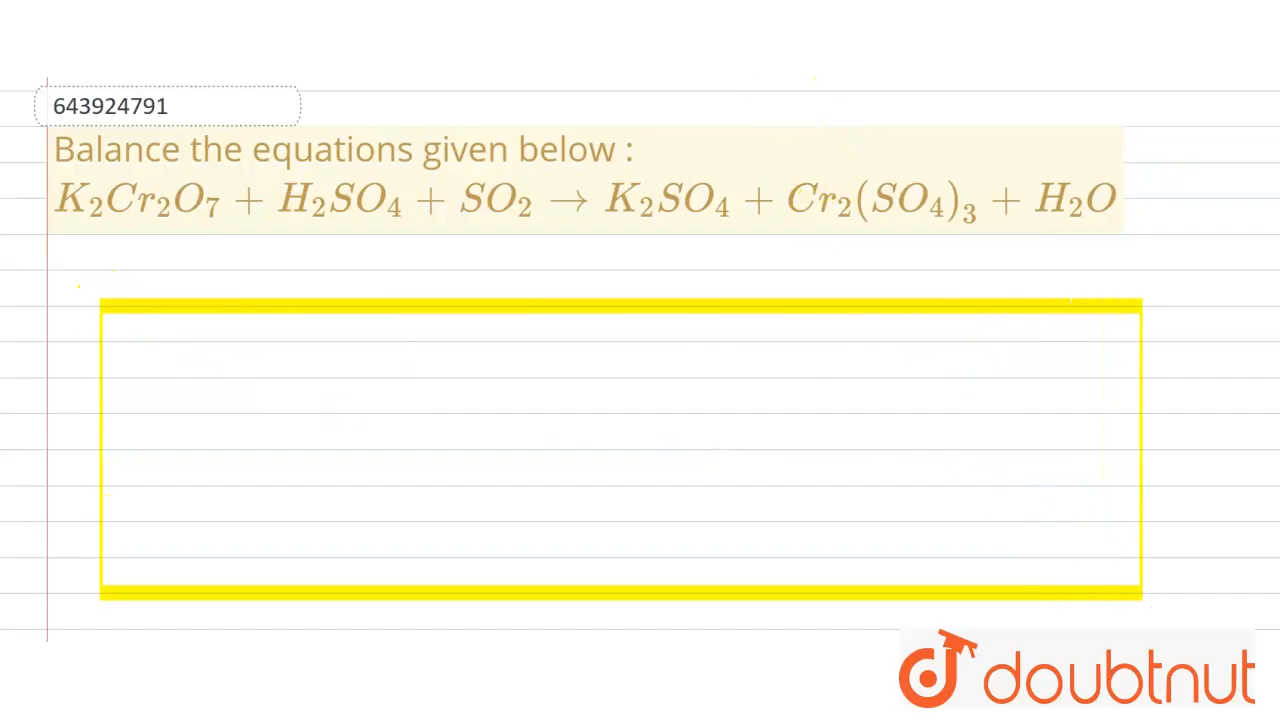 643924791
Balance the equations given below :
K₂Cr₂O₇ + H₂SO₄ + SO₂ → K₂SO₄ + Cr₂(SO₄)₃ + H₂O
doubtnut